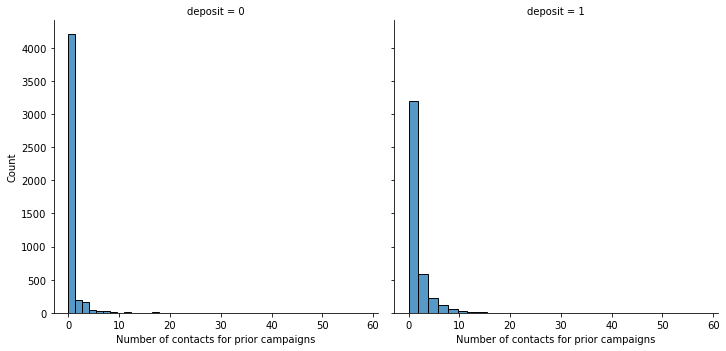 deposit = 0
deposit = 1
Count
4000
3500
3000
2500
2000
1500
1000
500
0
0 10 20 30 40 50 60
0 10 20 30 40 50 60
Number of contacts for prior campaigns
Number of contacts for prior campaigns